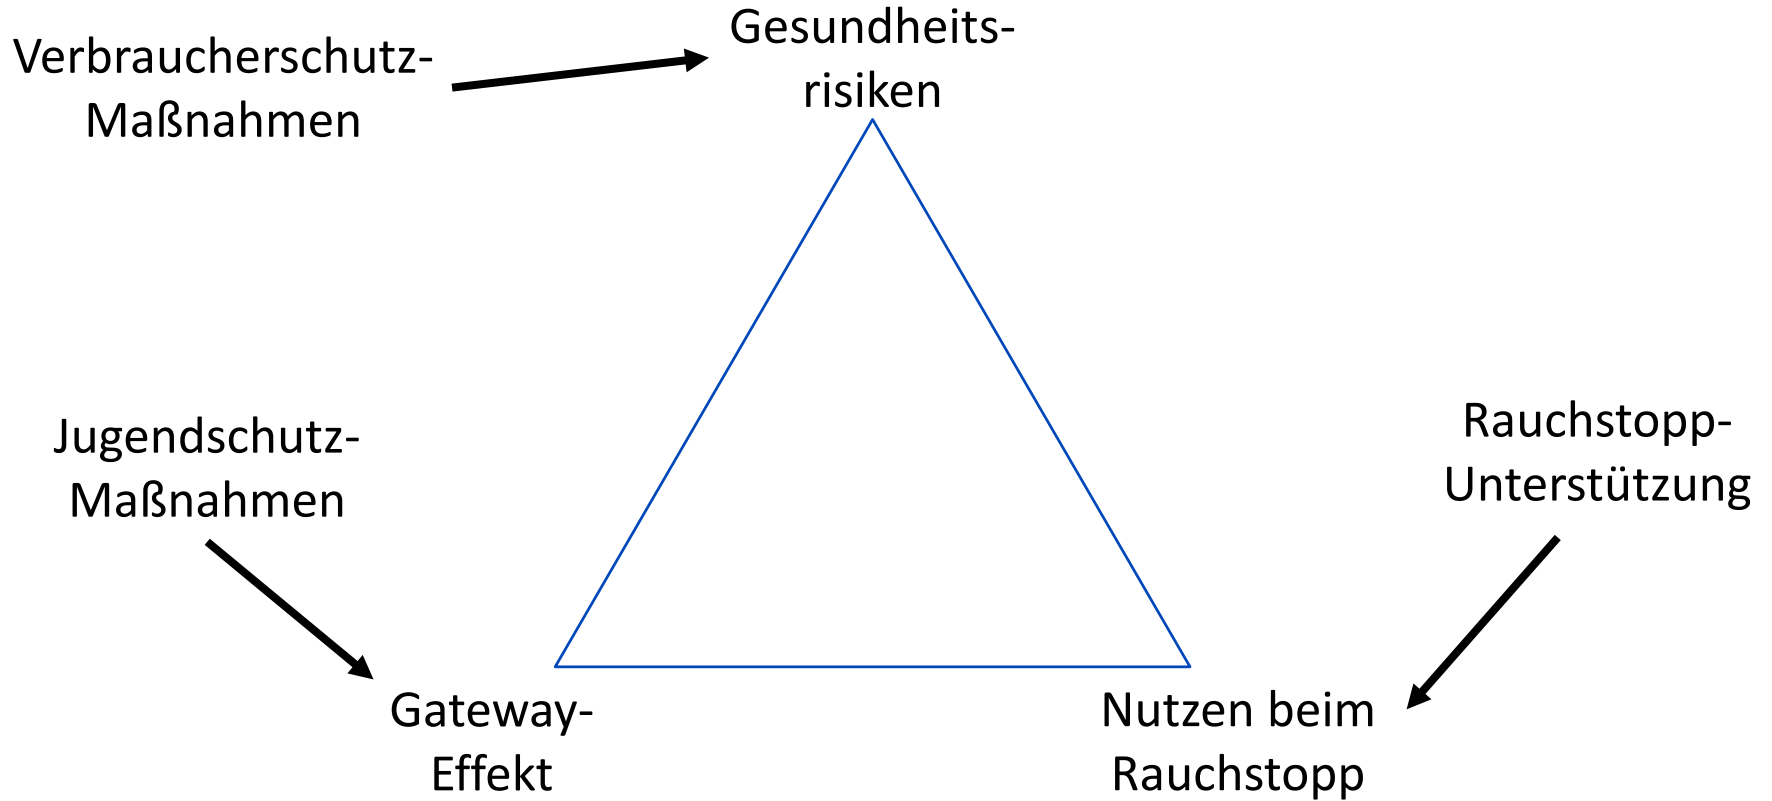 Verbraucherschutz-
Maßnahmen
Gesundheits-
risiken
Jugendschutz-
Maßnahmen
Rauchstopp-
Unterstützung
Gateway-
Effekt
Nutzen beim
Rauchstopp